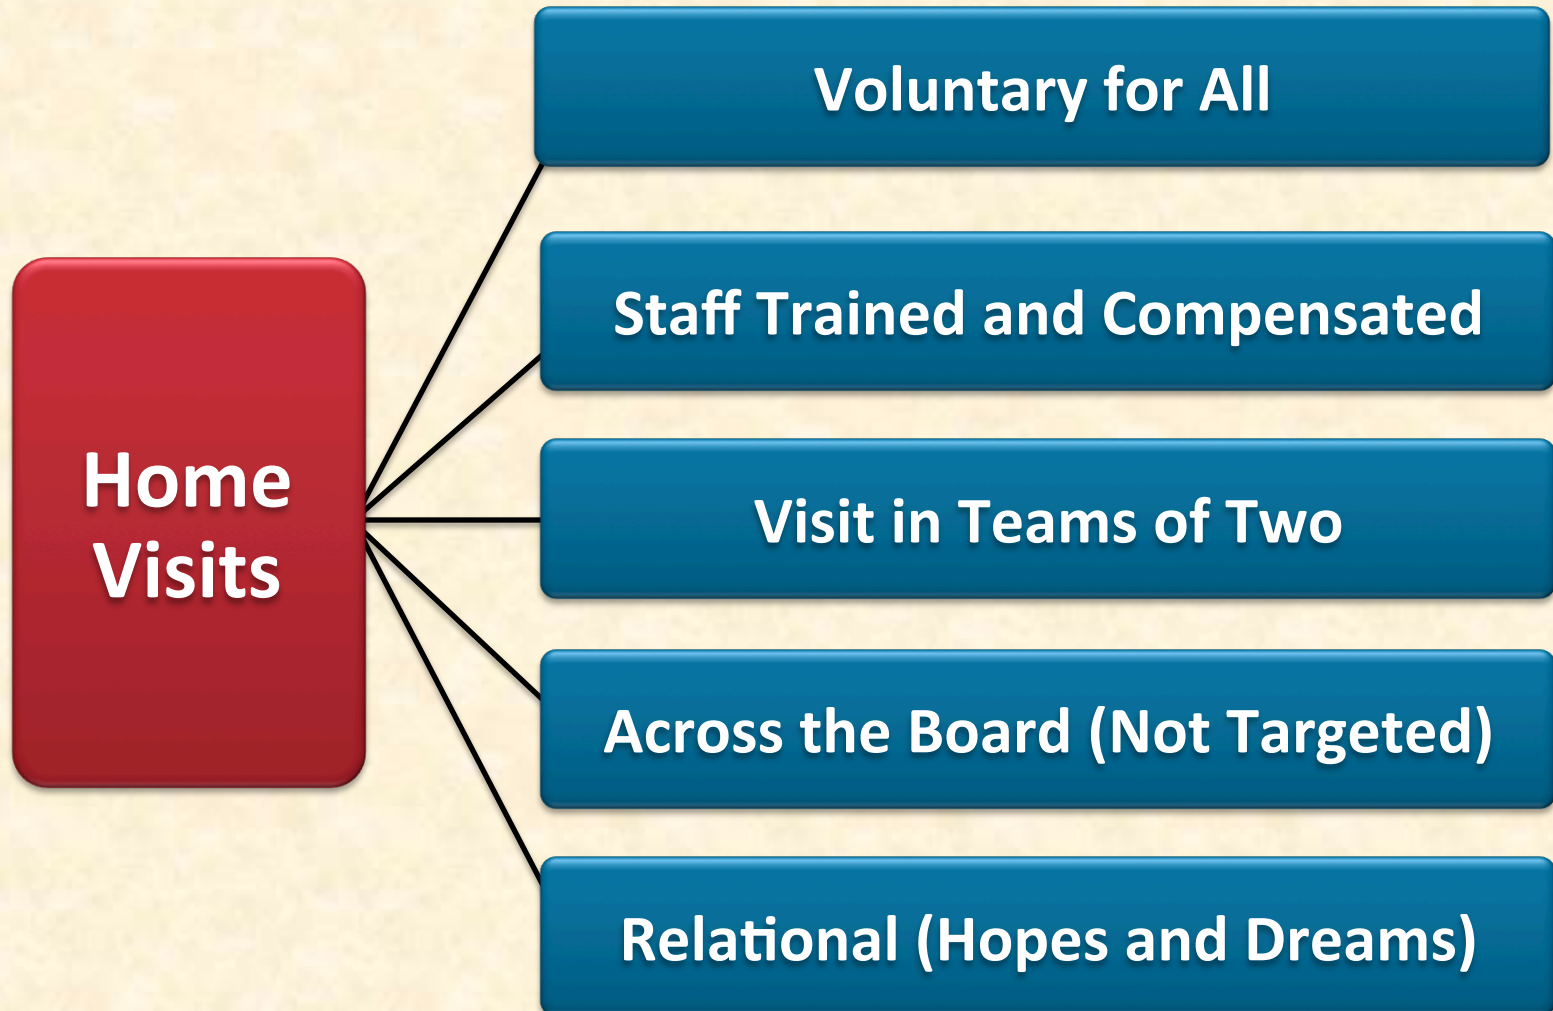 Home
Visits
Voluntary for All
Staff Trained and Compensated
Visit in Teams of Two
Across the Board (Not Targeted)
Relational (Hopes and Dreams)